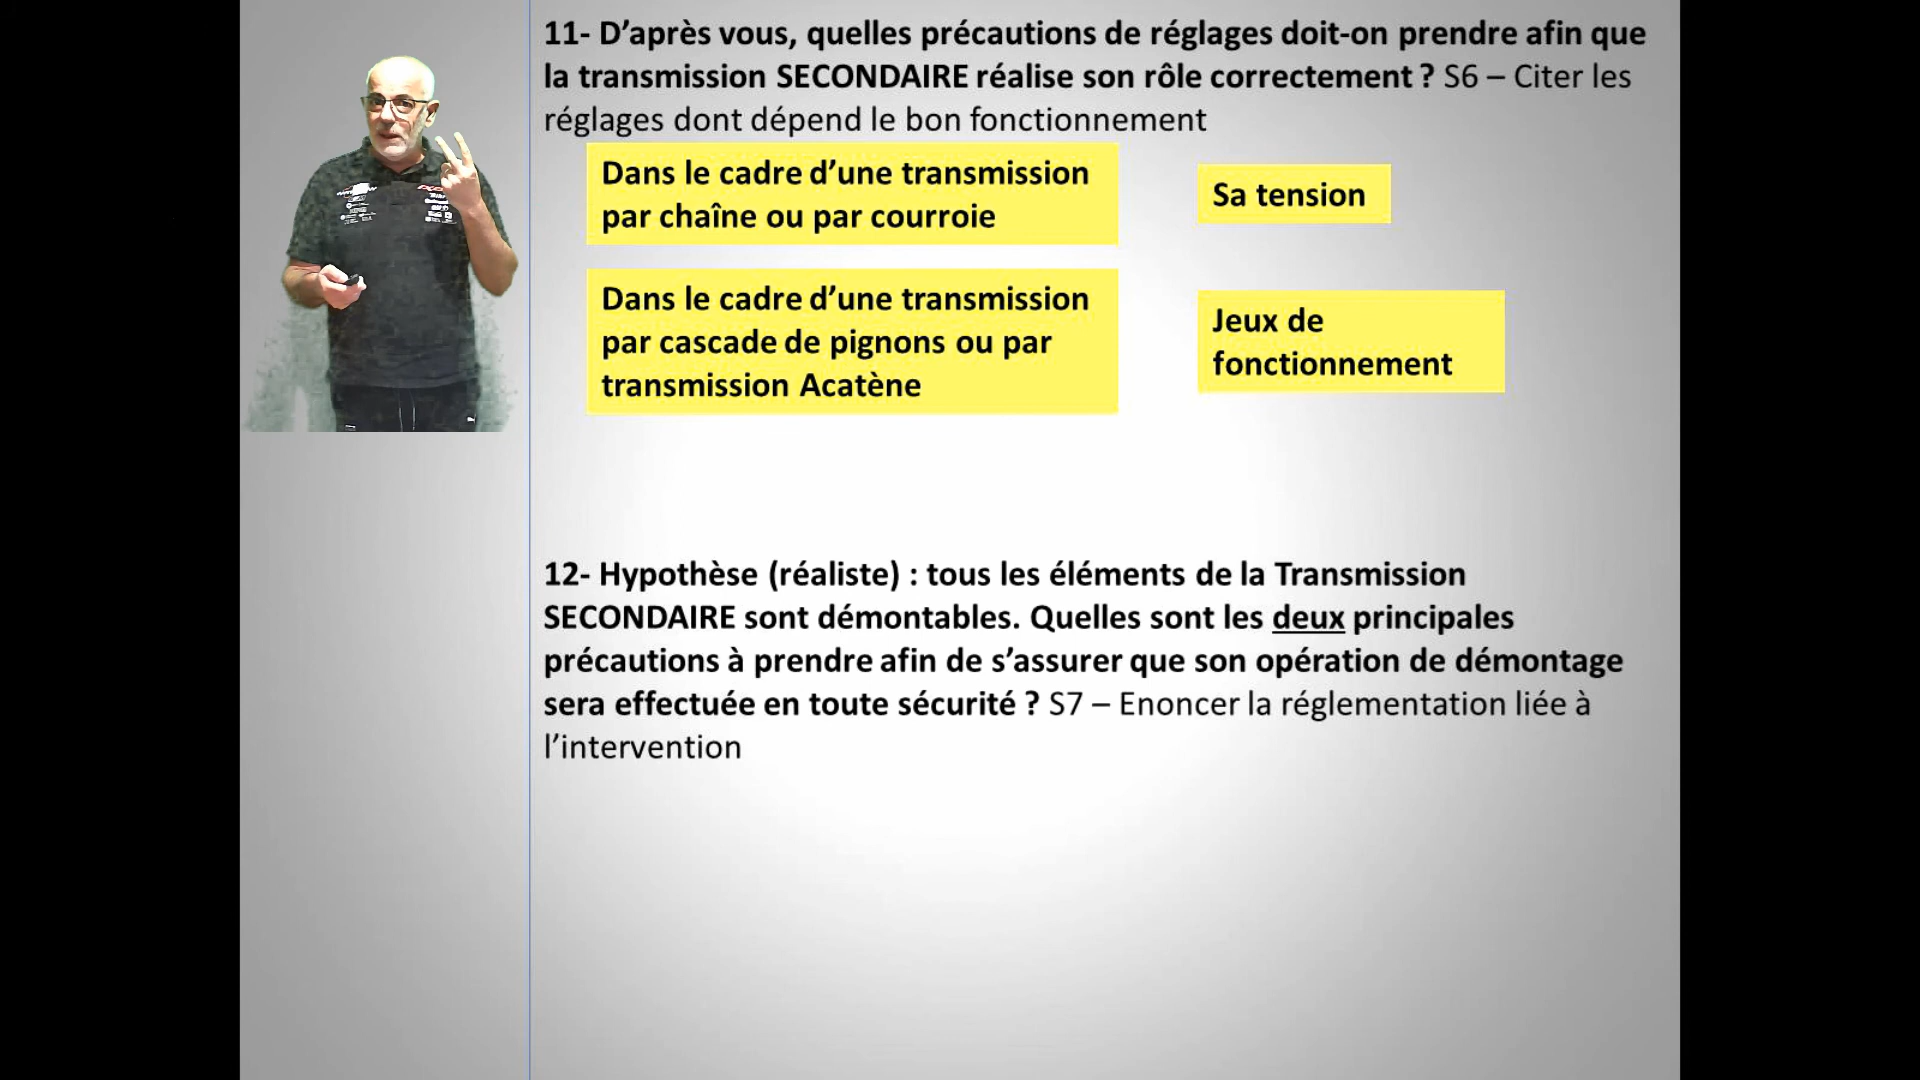 11- D’après vous, quelles précautions de réglages doit-on prendre afin que
la transmission SECONDAIRE réalise son rôle correctement ? S6 – Citer les
réglages dont dépend le bon fonctionnement
Dans le cadre d’une transmission
par chaîne ou par courroie
Sa tension
Dans le cadre d’une transmission
par cascade de pignons ou par
transmission Acatène
Jeux de
fonctionnement
12- Hypothèse (réaliste) : tous les éléments de la Transmission
SECONDAIRE sont démontables. Quelles sont les deux principales
précautions à prendre afin de s’assurer que son opération de démontage
sera effectuée en toute sécurité ? S7 – Enoncer la réglementation liée à
l’intervention